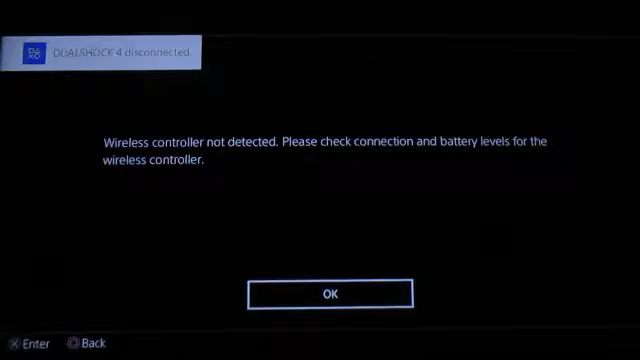 DUALSHOCK 4 disconnected.
Wireless controller not detected. Please check connection and battery levels for the
wireless controller.
OK
Enter Back